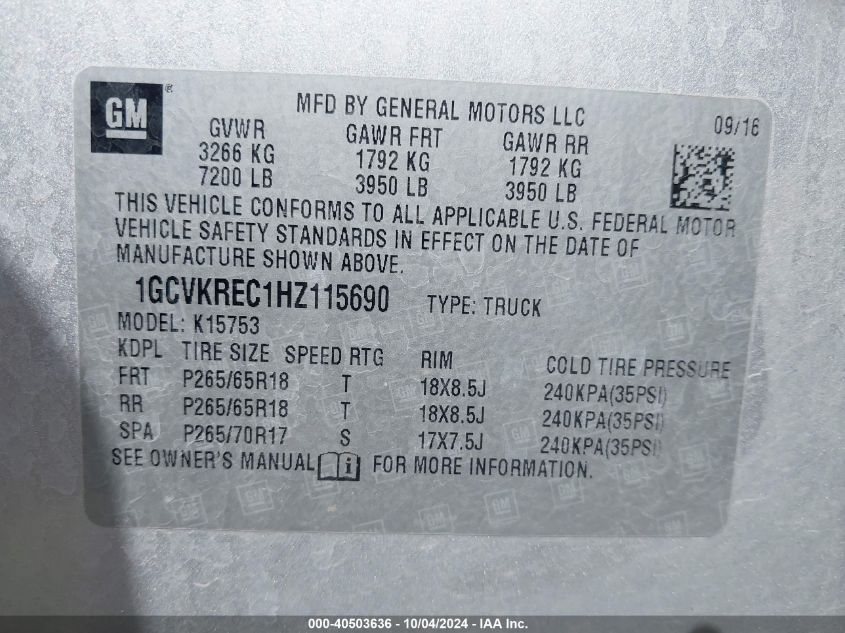 GM ®
MFD BY GENERAL MOTORS LLC 09/16
GVWR GAWR FRT GAWR RR
3266 KG 1792 KG 1792 KG
7200 LB 3950 LB 3950 LB
THIS VEHICLE CONFORMS TO ALL APPLICABLE U.S. FEDERAL MOTOR
VEHICLE SAFETY STANDARDS IN EFFECT ON THE DATE OF
MANUFACTURE SHOWN ABOVE.
1GCVKREC1HZ115690 TYPE: TRUCK
MODEL: K15753
KDPL TIRE SIZE SPEED RTG RIM COLD TIRE PRESSURE
FRT P265/65R18 T 18X8.5J 240KPA(35PSI)
RR P265/65R18 T 18X8.5J 240KPA(35PSI)
SPA P265/70R17 S 17X7.5J 240KPA(35PSI)
SEE OWNER'S MANUAL i FOR MORE INFORMATION.
000-40503636 - 10/04/2024 - IAA Inc.